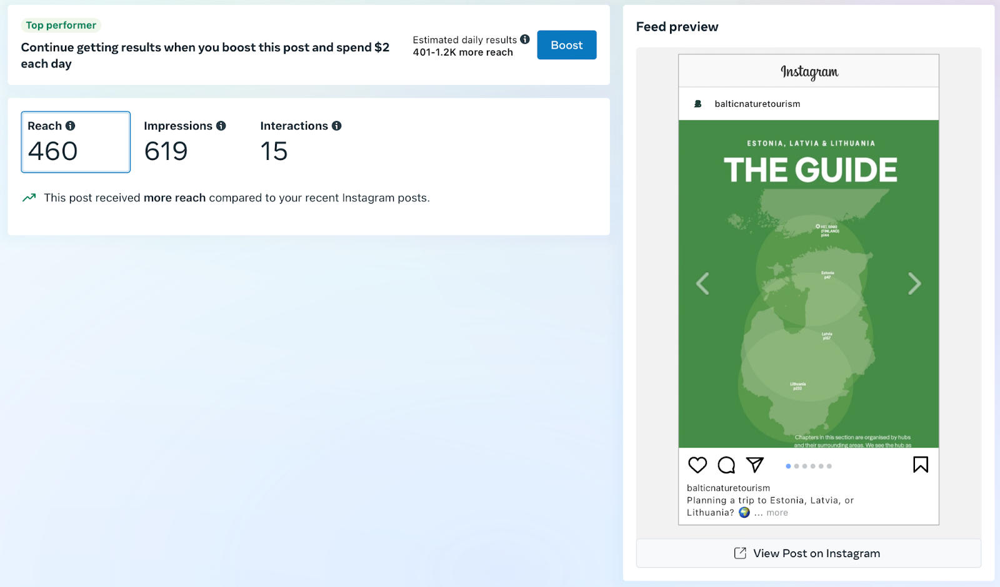 Top performer
Continue getting results when you boost this post and spend $2
each day
Estimated daily results
401-1.2K more reach
Boost
Reach
460
Impressions
619
Interactions
15
This post received more reach compared to your recent Instagram posts.
Feed preview
Instagram
balticnaturetourism
ESTONIA, LATVIA & LITHUANIA
THE GUIDE
HELSINKI
(FINLAND)
p144
Estonia
p47
Latvia
p157
Lithuania
p233
Chapters in this section are organised by hubs
and their surrounding areas. We see the hub as
balticnaturetourism
Planning a trip to Estonia, Latvia, or
Lithuania? 🌍 ... more
View Post on Instagram